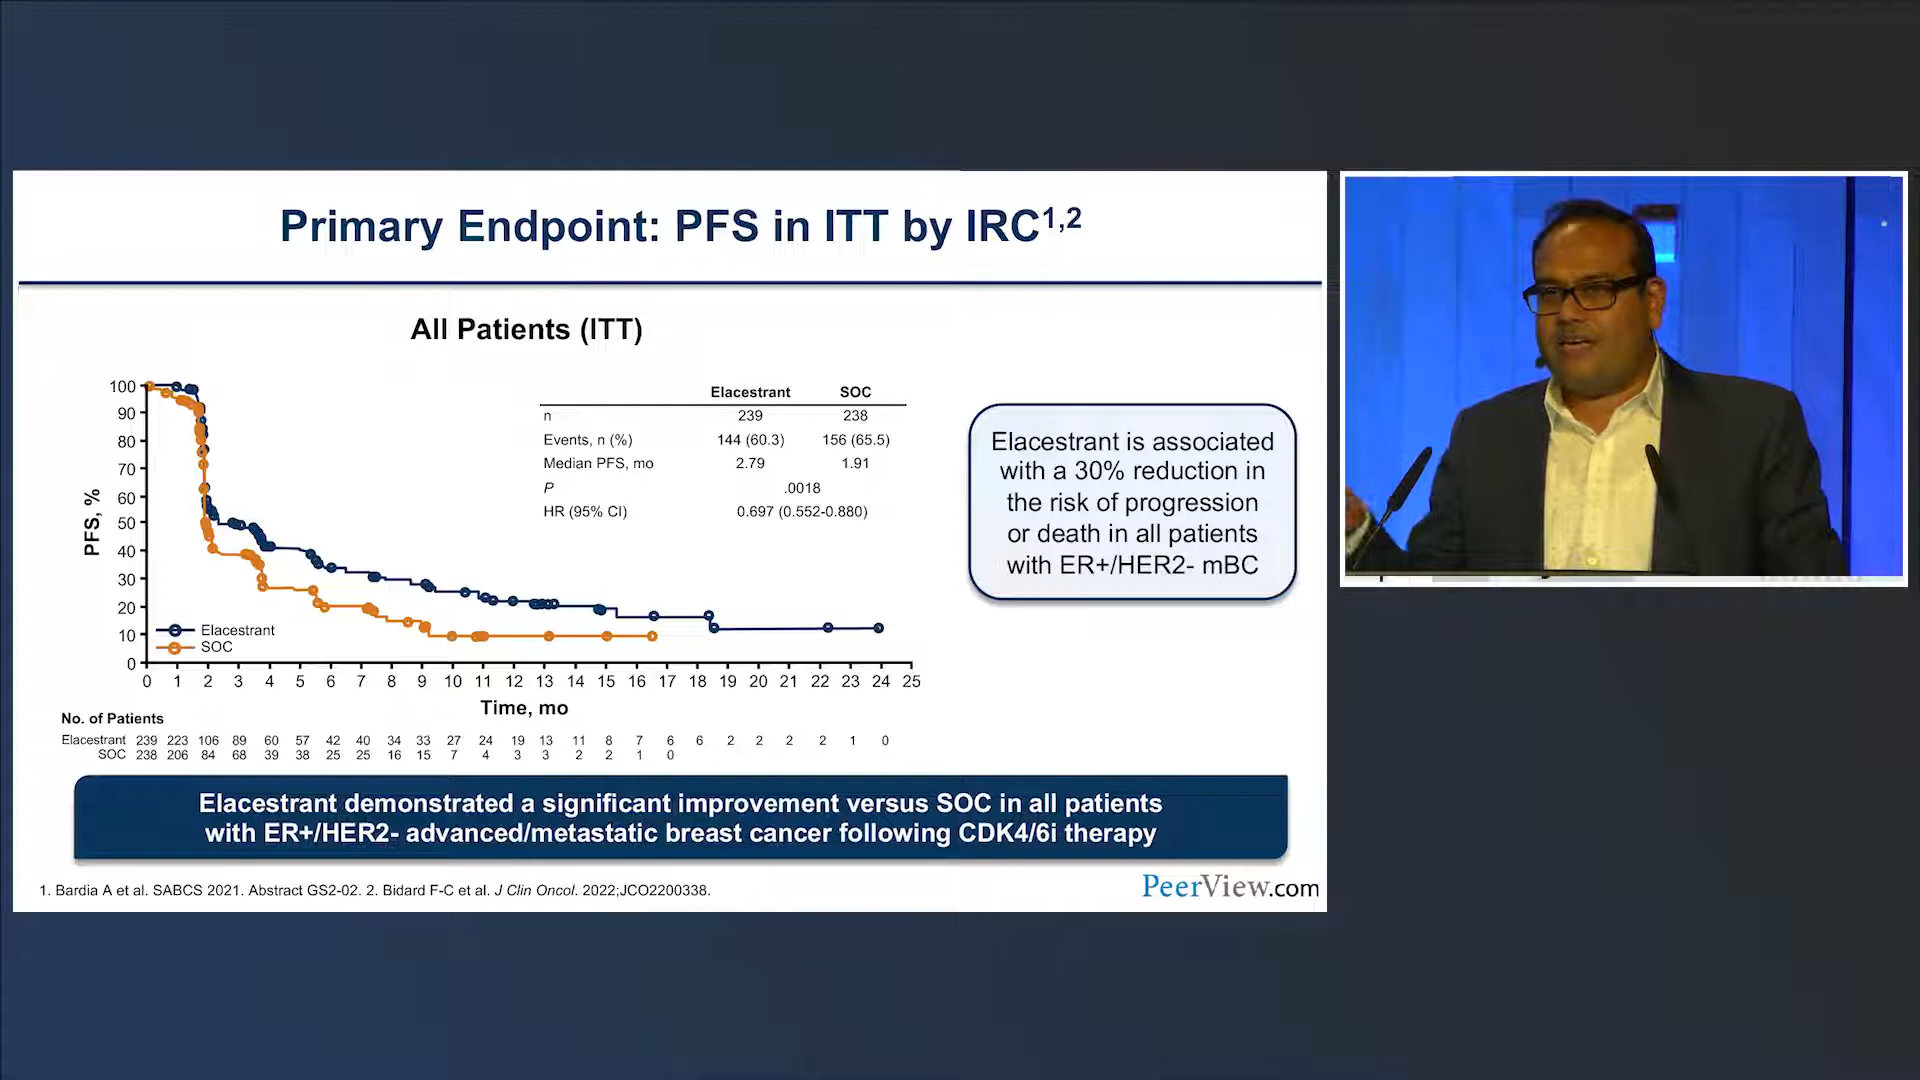 Primary Endpoint: PFS in ITT by IRC1,2
All Patients (ITT)
Elacestrant SOC
n 239 238
Events, n (%) 144 (60.3) 156 (65.5)
Median PFS, mo 2.79 1.91
P .0018
HR (95% CI) 0.697 (0.552-0.880)
PFS, %
100
90
80
70
60
50
40
30
20
10
0
Elacestrant
SOC
0 1 2 3 4 5 6 7 8 9 10 11 12 13 14 15 16 17 18 19 20 21 22 23 24 25
Time, mo
No. of Patients
Elacestrant 239 223 106 89 60 57 42 40 34 33 27 24 19 13 11 8 7 6 6 2 2 2 2 1 0
SOC 238 206 84 68 39 38 25 25 16 15 7 4 3 3 2 2 1 0
Elacestrant is associated
with a 30% reduction in
the risk of progression
or death in all patients
with ER+/HER2- mBC
Elacestrant demonstrated a significant improvement versus SOC in all patients
with ER+/HER2- advanced/metastatic breast cancer following CDK4/6i therapy
1. Bardia A et al. SABCS 2021. Abstract GS2-02. 2. Bidard F-C et al. J Clin Oncol. 2022;JCO2200338.
PeerView.com